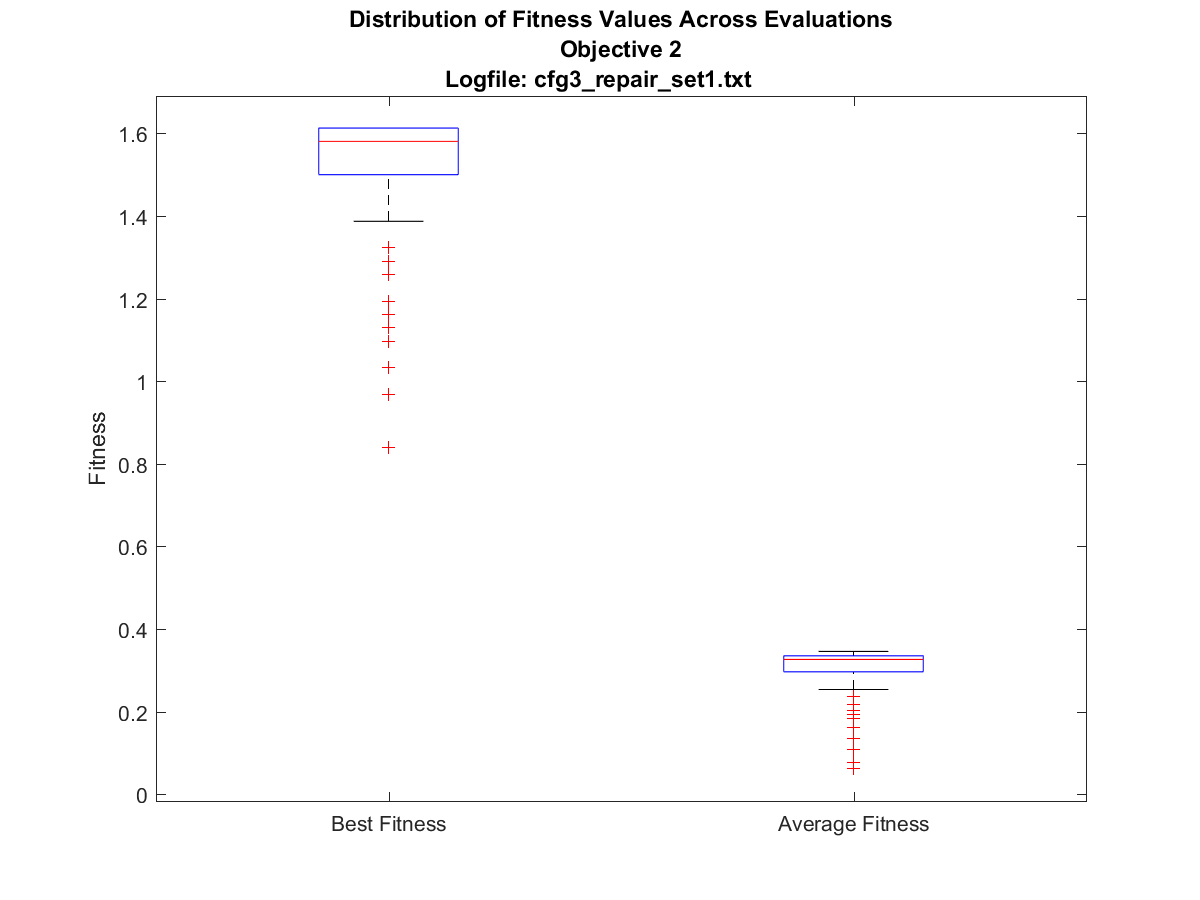 Distribution of Fitness Values Across Evaluations
Objective 2
Logfile: cfg3_repair_set1.txt
1.6
1.4
1.2
1
0.8
0.6
0.4
0.2
0
Fitness
Best Fitness
Average Fitness